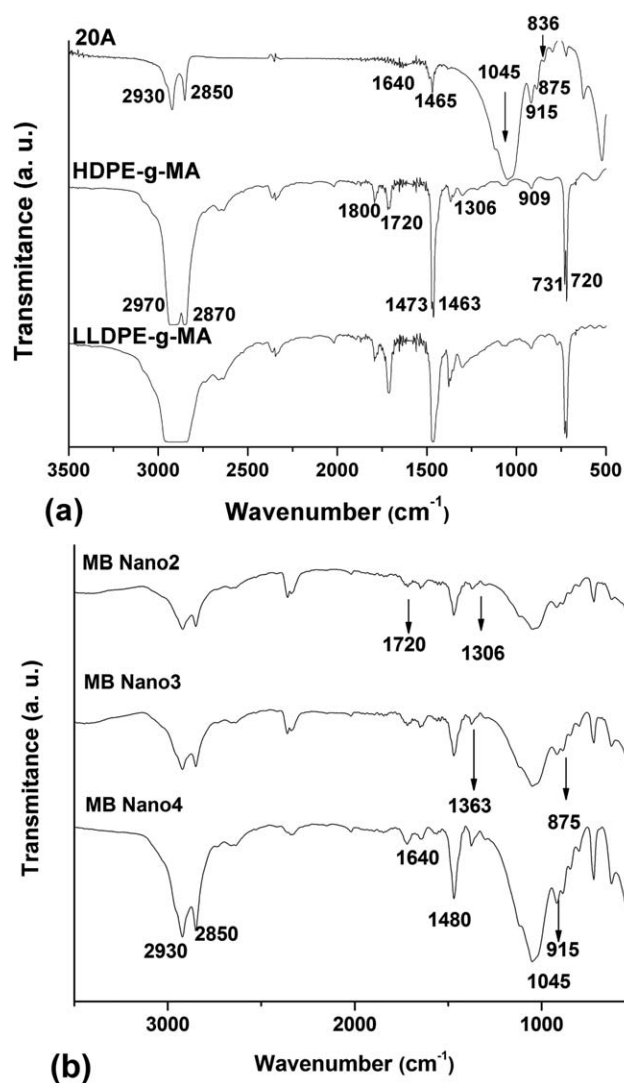 20A
836
2930
2850
1640
1465
1045
875
915
HDPE-g-MA
1800
1720
1306
909
2970
2870
1473
1463
731
720
LLDPE-g-MA
Transmitance (a. u.)
3500 3000 2500 2000 1500 1000 500
(a)
Wavenumber (cm⁻¹)
MB Nano2
1720
1306
MB Nano3
1363
875
MB Nano4
1640
2930
2850
1480
915
1045
Transmitance (a. u.)
3000 2000 1000
(b)
Wavenumber (cm⁻¹)